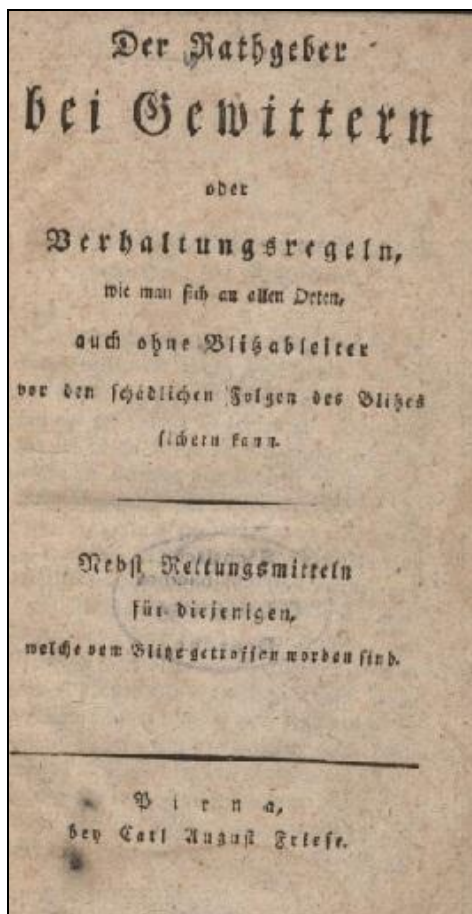 Der Rathgeber
bei Gewittern
oder
Verhaltungsregeln,
wie man sich an allen Orten,
auch ohne Blitzableiter
vor den schädlichen Folgen des Blitzes
sichern kann.
Nebst Rettungsmitteln
für diejenigen,
welche vom Blitze getroffen worden sind.
Pirna,
bey Carl August Friese.